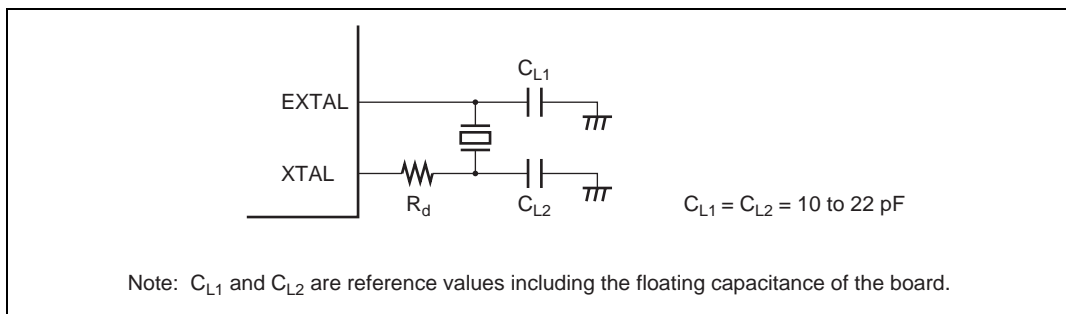 C_L1
EXTAL
XTAL
R_d
C_L2
C_L1 = C_L2 = 10 to 22 pF
Note: C_L1 and C_L2 are reference values including the floating capacitance of the board.